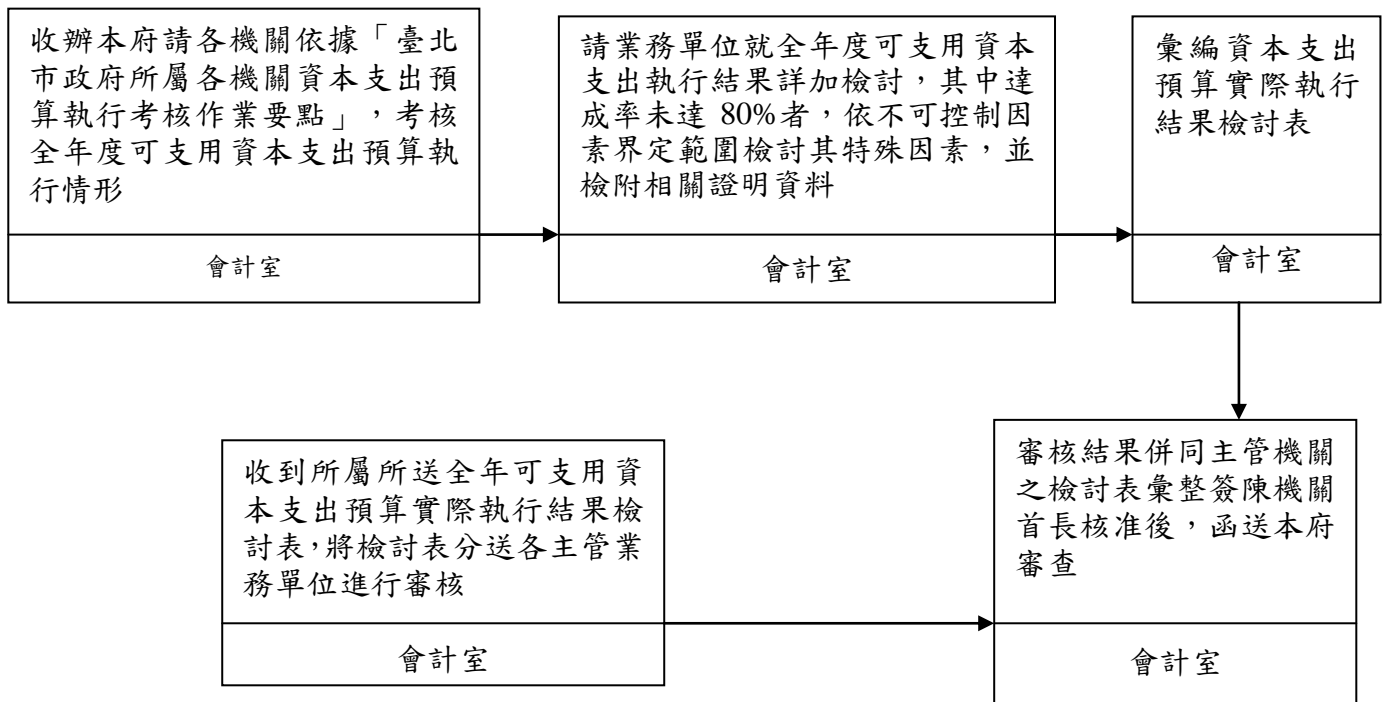 收辦本府請各機關依據「臺北
市政府所屬各機關資本支出預
算執行考核作業要點」,考核
全年度可支用資本支出預算執
行情形
會計室
請業務單位就全年度可支用資本
支出執行結果詳加檢討,其中達
成率未達 80%者,依不可控制因
素界定範圍檢討其特殊因素,並
檢附相關證明資料
會計室
彙編資本支出
預算實際執行
結果檢討表
會計室
收到所屬所送全年可支用資
本支出預算實際執行結果檢
討表,將檢討表分送各主管業
務單位進行審核
會計室
審核結果併同主管機關
之檢討表彙整簽陳機關
首長核准後,函送本府
審查
會計室